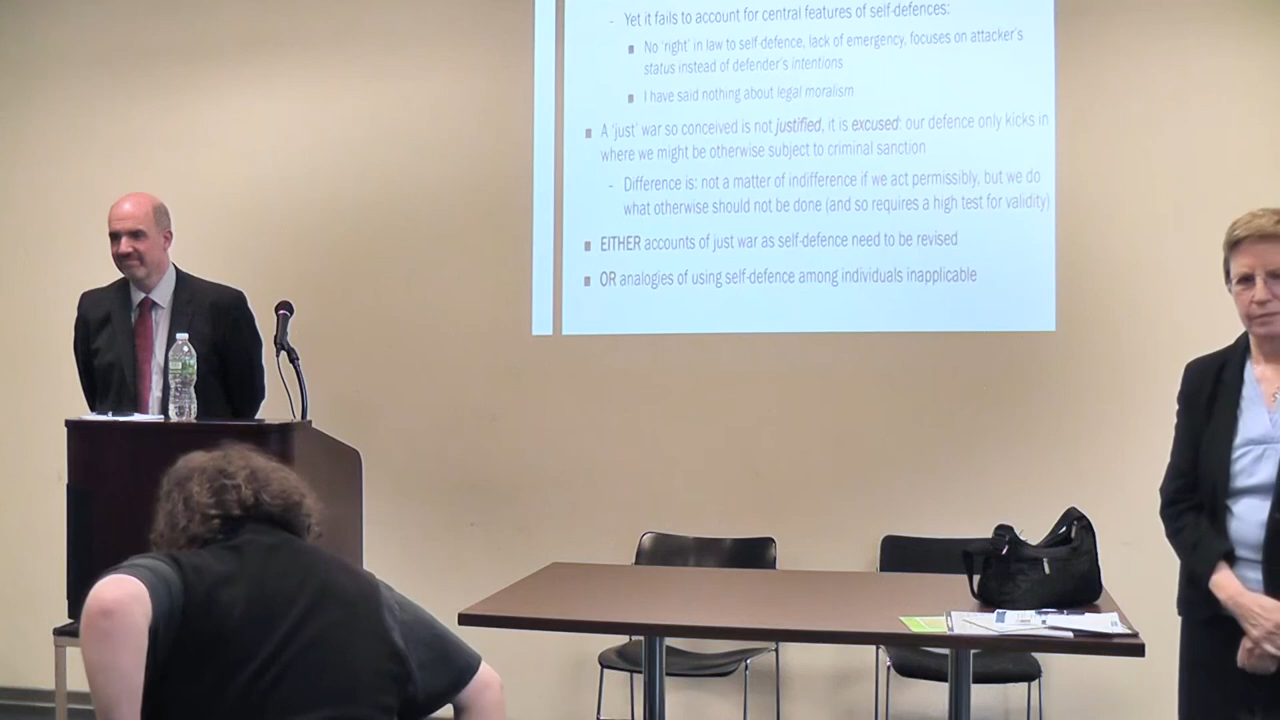 - Yet it fails to account for central features of self-defences:
■ No 'right' in law to self-defence, lack of emergency, focuses on attacker's
status instead of defender's intentions
■ I have said nothing about legal moralism
■ A 'just' war so conceived is not justified, it is excused: our defence only kicks in
where we might be otherwise subject to criminal sanction
- Difference is: not a matter of indifference if we act permissibly, but we do
what otherwise should not be done (and so requires a high test for validity)
■ EITHER accounts of just war as self-defence need to be revised
■ OR analogies of using self-defence among individuals inapplicable